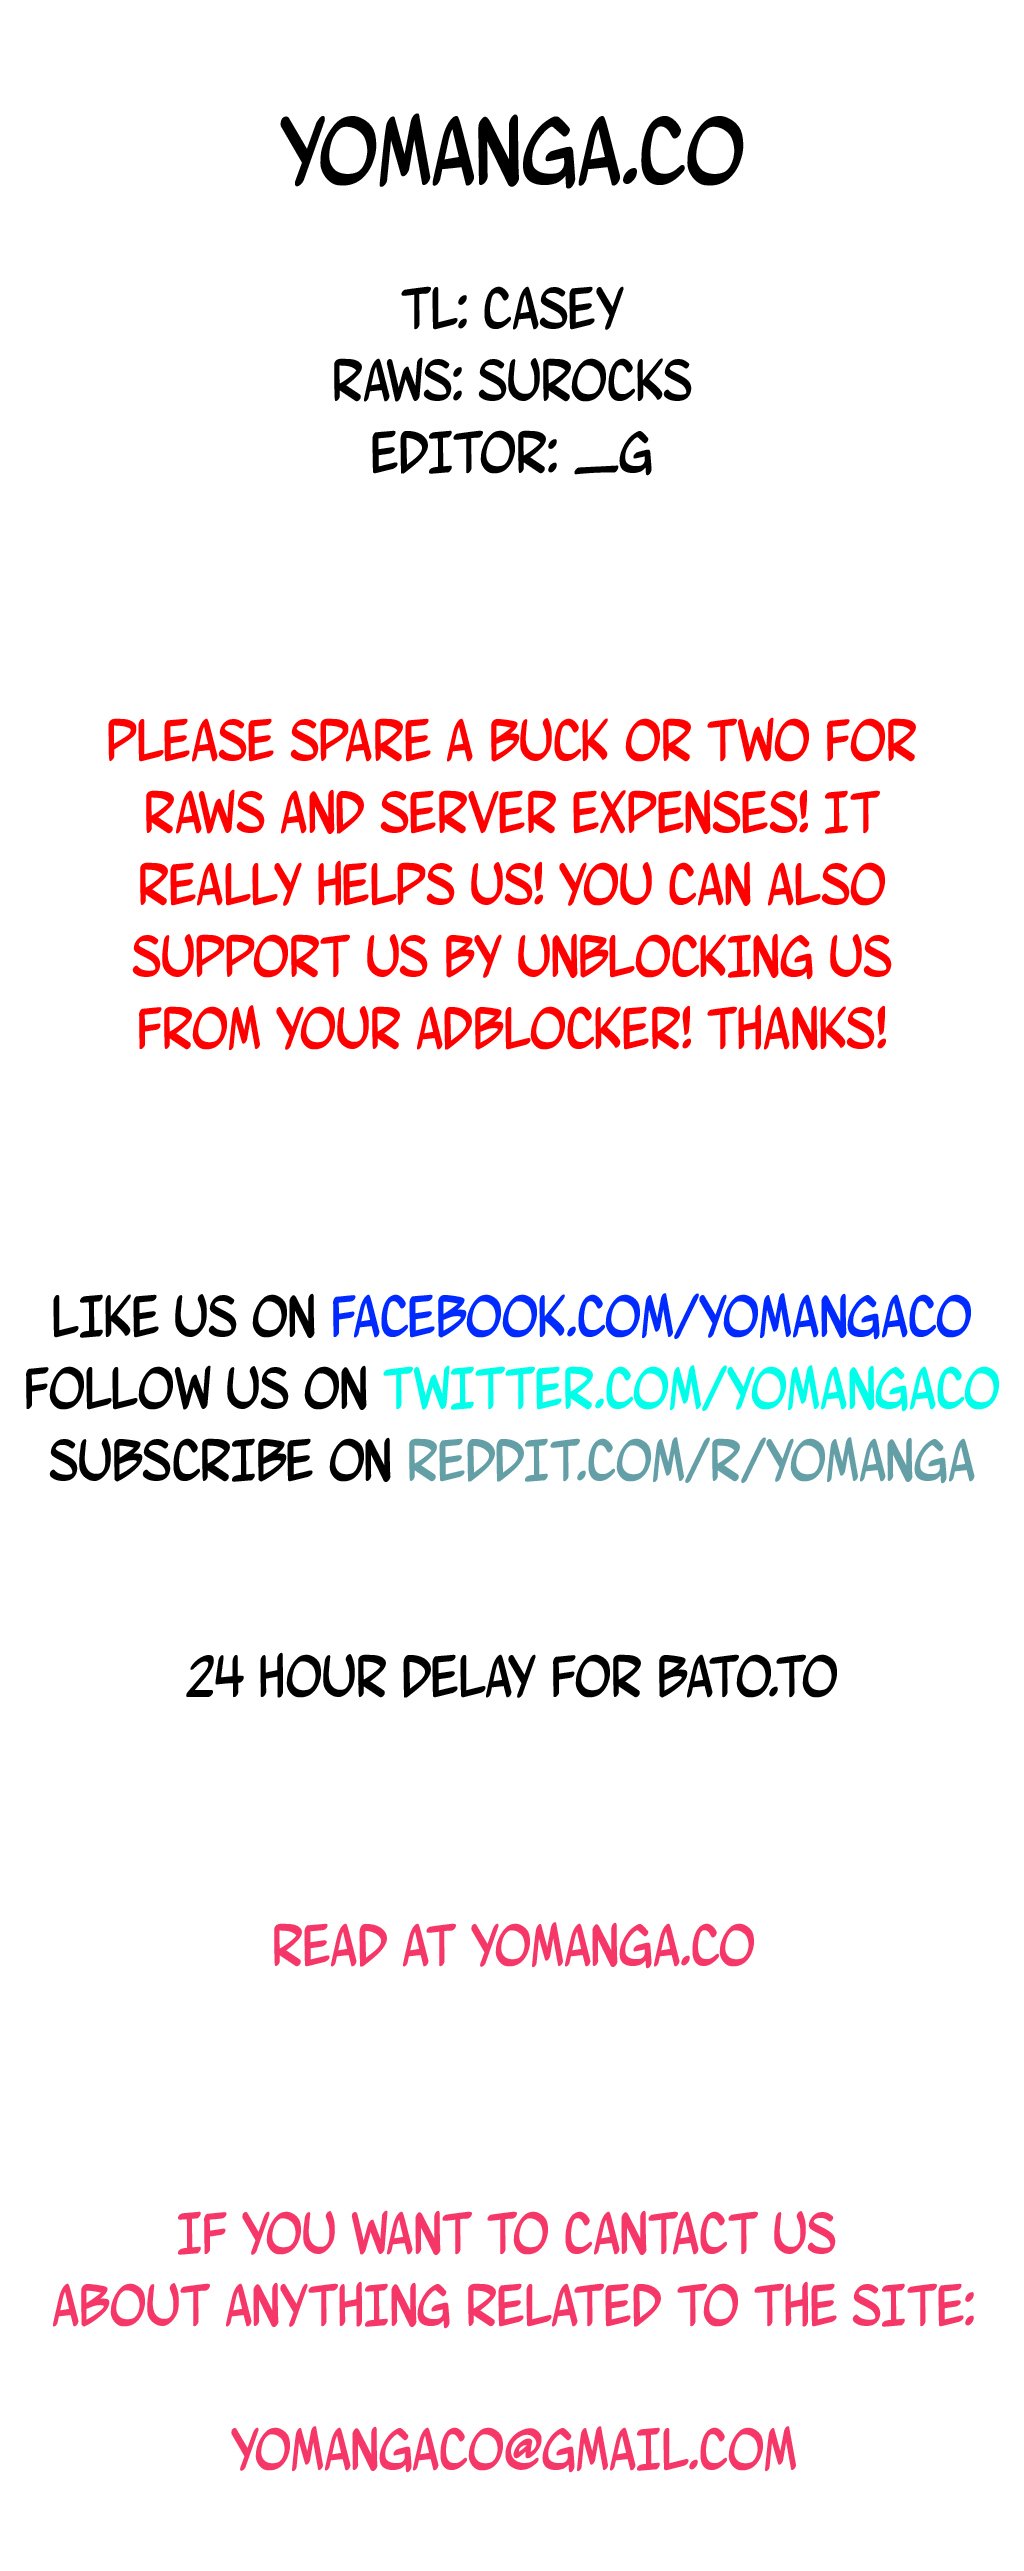 YOMANGA.CO
TL: CASEY
RAWS: SUROCKS
EDITOR: __G
PLEASE SPARE A BUCK OR TWO FOR
RAWS AND SERVER EXPENSES! IT
REALLY HELPS US! YOU CAN ALSO
SUPPORT US BY UNBLOCKING US
FROM YOUR ADBLOCKER! THANKS!
LIKE US ON FACEBOOK.COM/YOMANGACO
FOLLOW US ON TWITTER.COM/YOMANGACO
SUBSCRIBE ON REDDIT.COM/R/YOMANGA
24 HOUR DELAY FOR BATO.TO
READ AT YOMANGA.CO
IF YOU WANT TO CANTACT US
ABOUT ANYTHING RELATED TO THE SITE:
YOMANGACO@GMAIL.COM